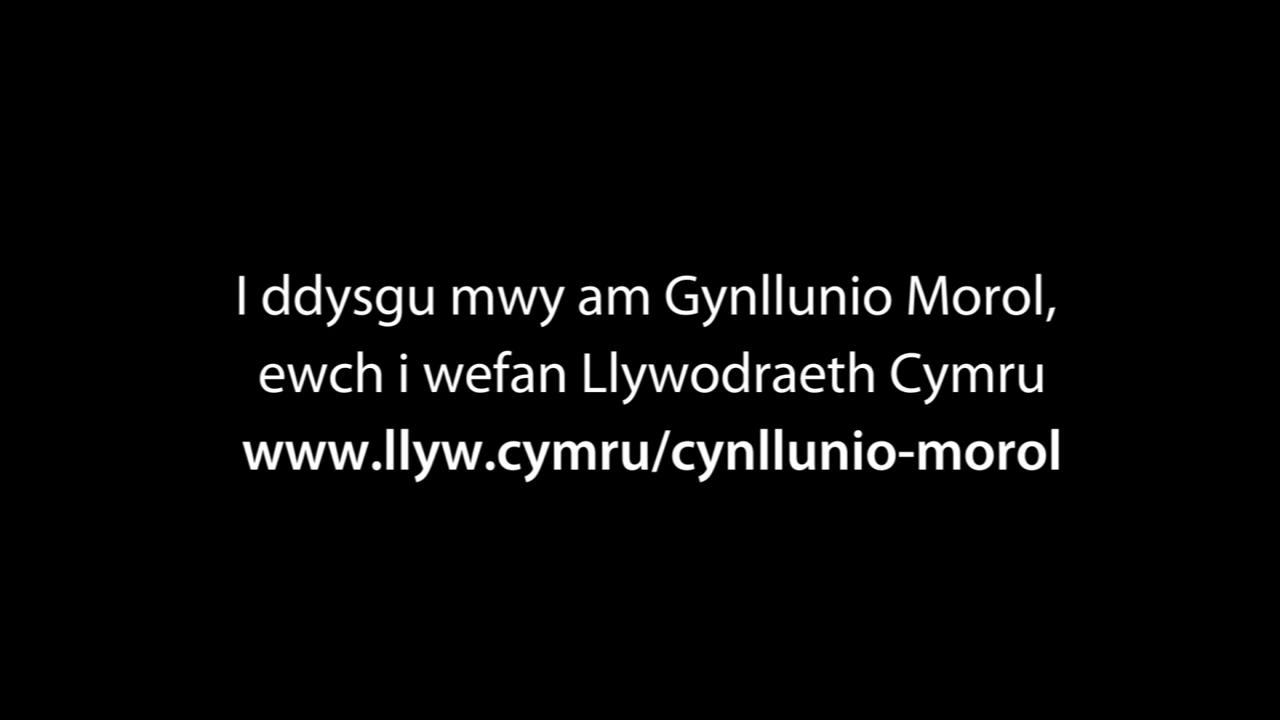 I ddysgu mwy am Gynllunio Morol,
ewch i wefan Llywodraeth Cymru
www.llyw.cymru/cynllunio-morol